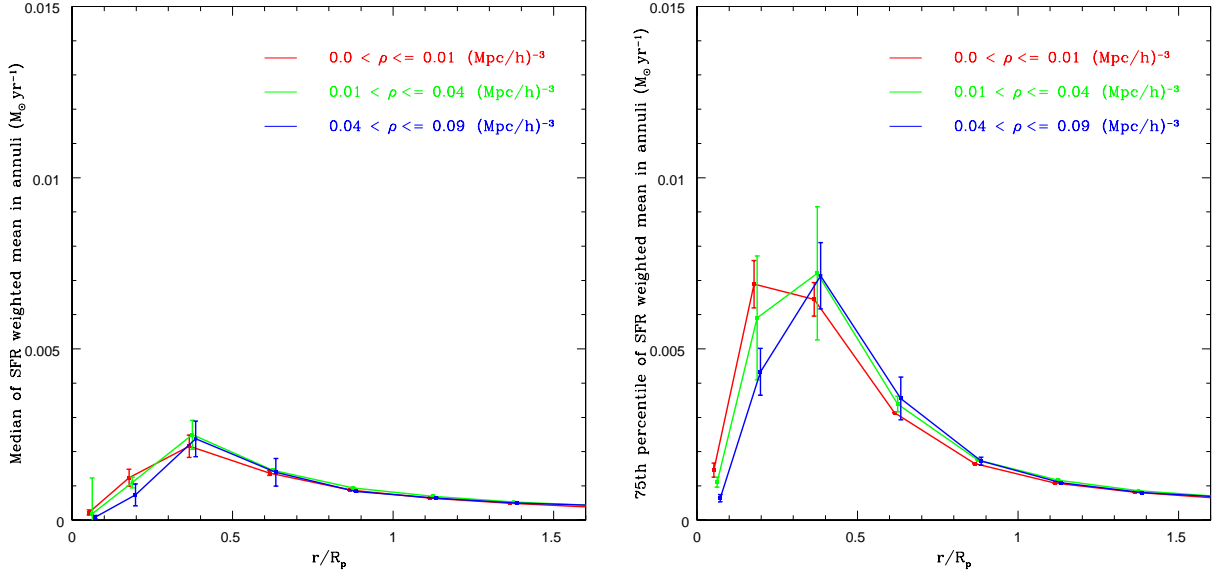 0.015
0.01
0.005
0
Median of SFR weighted mean in annuli (M⊙ yr⁻¹)
0.0 < ρ <= 0.01 (Mpc/h)⁻³
0.01 < ρ <= 0.04 (Mpc/h)⁻³
0.04 < ρ <= 0.09 (Mpc/h)⁻³
0 0.5 1 1.5
r/Rₚ
0.015
0.01
0.005
0
75th percentile of SFR weighted mean in annuli (M⊙ yr⁻¹)
0.0 < ρ <= 0.01 (Mpc/h)⁻³
0.01 < ρ <= 0.04 (Mpc/h)⁻³
0.04 < ρ <= 0.09 (Mpc/h)⁻³
0 0.5 1 1.5
r/Rₚ